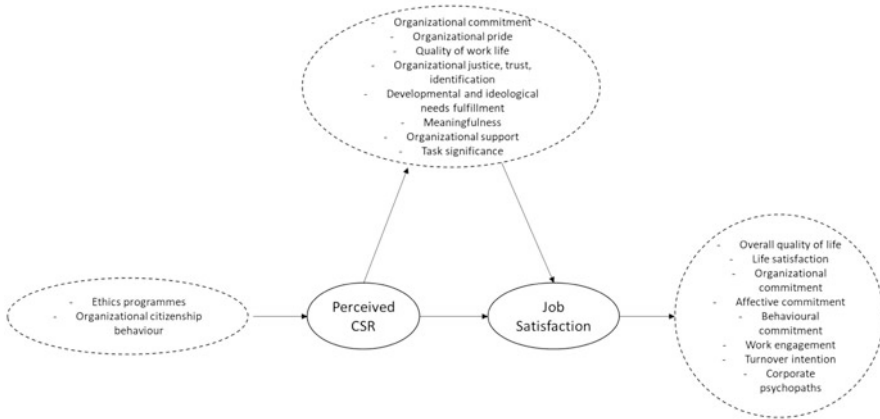 - Organizational commitment
- Organizational pride
- Quality of work life
- Organizational justice, trust,
identification
- Developmental and ideological
needs fulfillment
- Meaningfulness
- Organizational support
- Task significance
- Ethics programmes
- Organizational citizenship
behaviour
Perceived
CSR
Job
Satisfaction
- Overall quality of life
- Life satisfaction
- Organizational
commitment
- Affective commitment
- Behavioural
commitment
- Work engagement
- Turnover intention
- Corporate
psychopaths